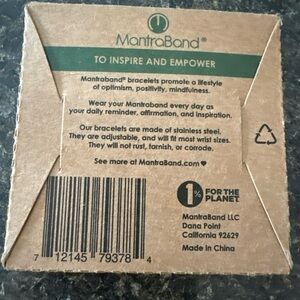 MantraBand®
TO INSPIRE AND EMPOWER
Mantraband® bracelets promote a lifestyle
of optimism, positivity, mindfulness.
Wear your Mantraband every day as
your daily reminder, affirmation, and inspiration.
Our bracelets are made of stainless steel.
They are adjustable, and will fit most wrist sizes.
They will not rust, tarnish, or corrode.
See more at MantraBand.com♥
1% FOR THE
PLANET
MantraBand LLC
Dana Point
California 92629
Made in China
7 12145 79378 4